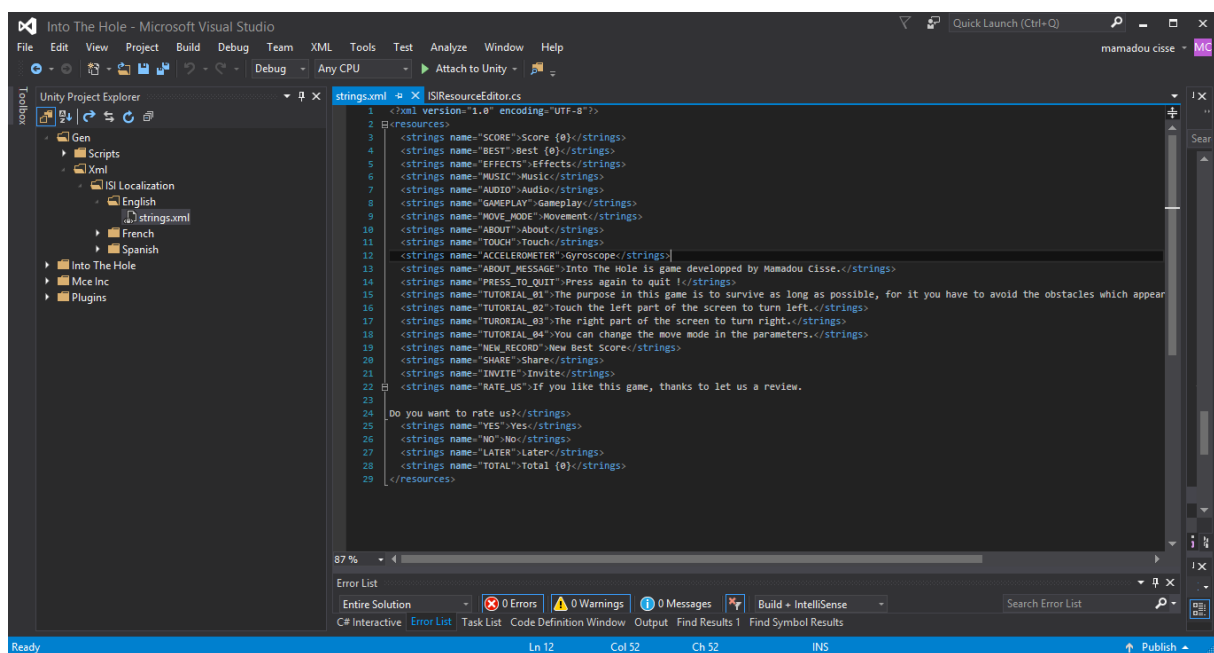 Into The Hole - Microsoft Visual Studio
Quick Launch (Ctrl+Q)
File Edit View Project Build Debug Team XML Tools Test Analyze Window Help
mamadou cisse
MC
Debug Any CPU Attach to Unity
Toolbox
Unity Project Explorer
Gen
Scripts
Xml
ISI Localization
English
strings.xml
French
Spanish
Into The Hole
Mce Inc
Plugins
strings.xml ISIResourceEditor.cs
1 <?xml version="1.0" encoding="UTF-8"?>
2 <resources>
3 <strings name="SCORE">Score {0}</strings>
4 <strings name="BEST">Best {0}</strings>
5 <strings name="EFFECTS">Effects</strings>
6 <strings name="MUSIC">Music</strings>
7 <strings name="AUDIO">Audio</strings>
8 <strings name="GAMEPLAY">Gameplay</strings>
9 <strings name="MOVE_MODE">Movement</strings>
10 <strings name="ABOUT">About</strings>
11 <strings name="TOUCH">Touch</strings>
12 <strings name="ACCELEROMETER">Gyroscope</strings>
13 <strings name="ABOUT_MESSAGE">Into The Hole is game developped by Mamadou Cisse.</strings>
14 <strings name="PRESS_TO_QUIT">Press again to quit !</strings>
15 <strings name="TUTORIAL_01">The purpose in this game is to survive as long as possible, for it you have to avoid the obstacles which appear
16 <strings name="TUTORIAL_02">Touch the left part of the screen to turn left.</strings>
17 <strings name="TURORIAL_03">The right part of the screen to turn right.</strings>
18 <strings name="TUTORIAL_04">You can change the move mode in the parameters.</strings>
19 <strings name="NEW_RECORD">New Best Score</strings>
20 <strings name="SHARE">Share</strings>
21 <strings name="INVITE">Invite</strings>
22 <strings name="RATE_US">If you like this game, thanks to let us a review.
23
24 Do you want to rate us?</strings>
25 <strings name="YES">Yes</strings>
26 <strings name="NO">No</strings>
27 <strings name="LATER">Later</strings>
28 <strings name="TOTAL">Total {0}</strings>
29 </resources>
Sear
87 %
Error List
Entire Solution 0 Errors 0 Warnings 0 Messages Build + IntelliSense Search Error List
C# Interactive Error List Task List Code Definition Window Output Find Results 1 Find Symbol Results
Ready Ln 12 Col 52 Ch 52 INS Publish